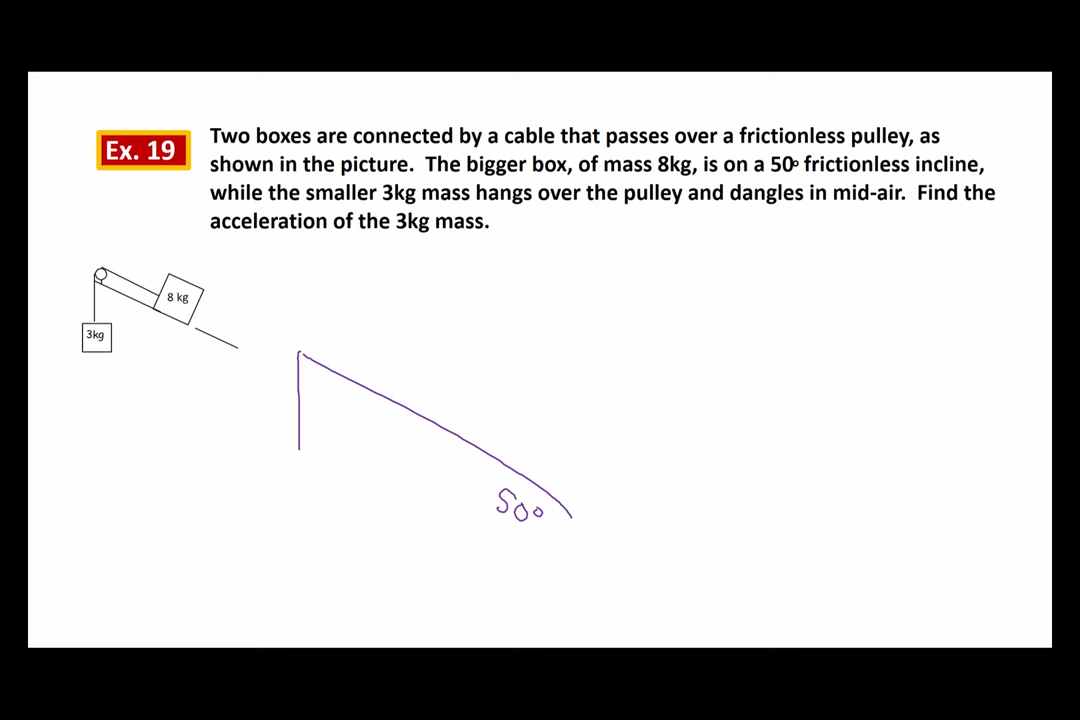 Ex. 19
Two boxes are connected by a cable that passes over a frictionless pulley, as
shown in the picture. The bigger box, of mass 8kg, is on a 50º frictionless incline,
while the smaller 3kg mass hangs over the pulley and dangles in mid-air. Find the
acceleration of the 3kg mass.
8 kg
3kg
50º